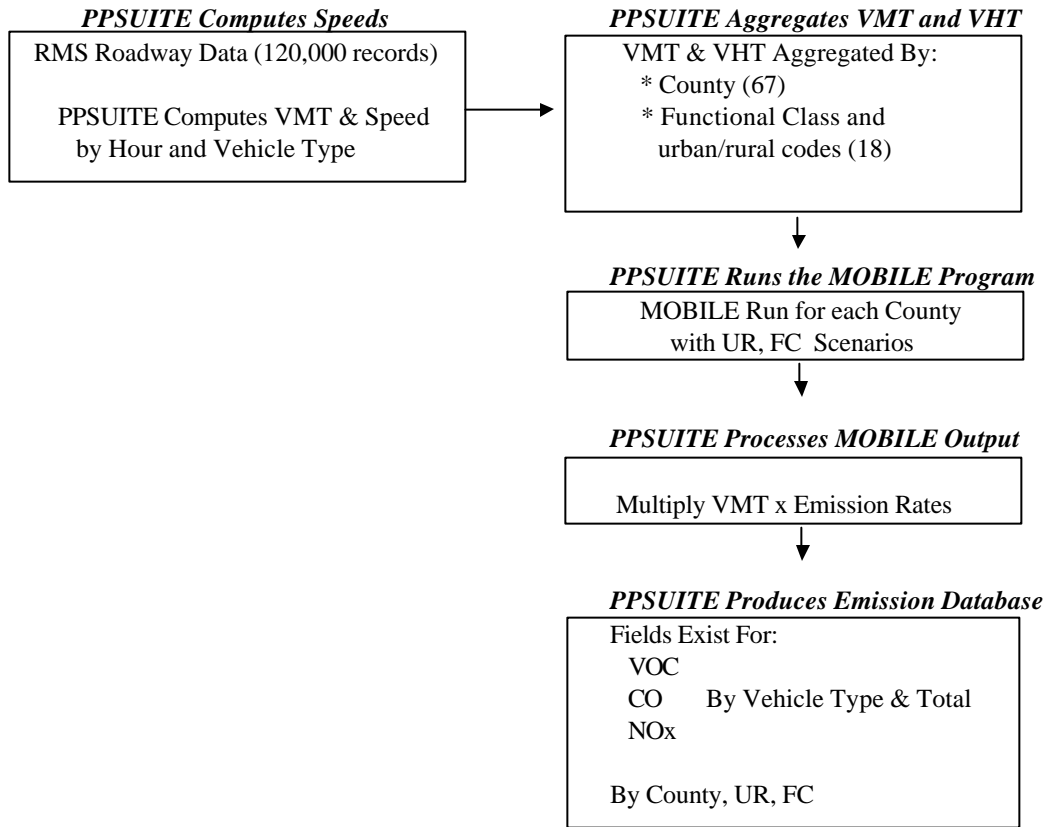 PPSUITE Computes Speeds
RMS Roadway Data (120,000 records)
PPSUITE Computes VMT & Speed
by Hour and Vehicle Type
PPSUITE Aggregates VMT and VHT
VMT & VHT Aggregated By:
* County (67)
* Functional Class and
urban/rural codes (18)
PPSUITE Runs the MOBILE Program
MOBILE Run for each County
with UR, FC Scenarios
PPSUITE Processes MOBILE Output
Multiply VMT x Emission Rates
PPSUITE Produces Emission Database
Fields Exist For:
VOC
CO By Vehicle Type & Total
NOx
By County, UR, FC